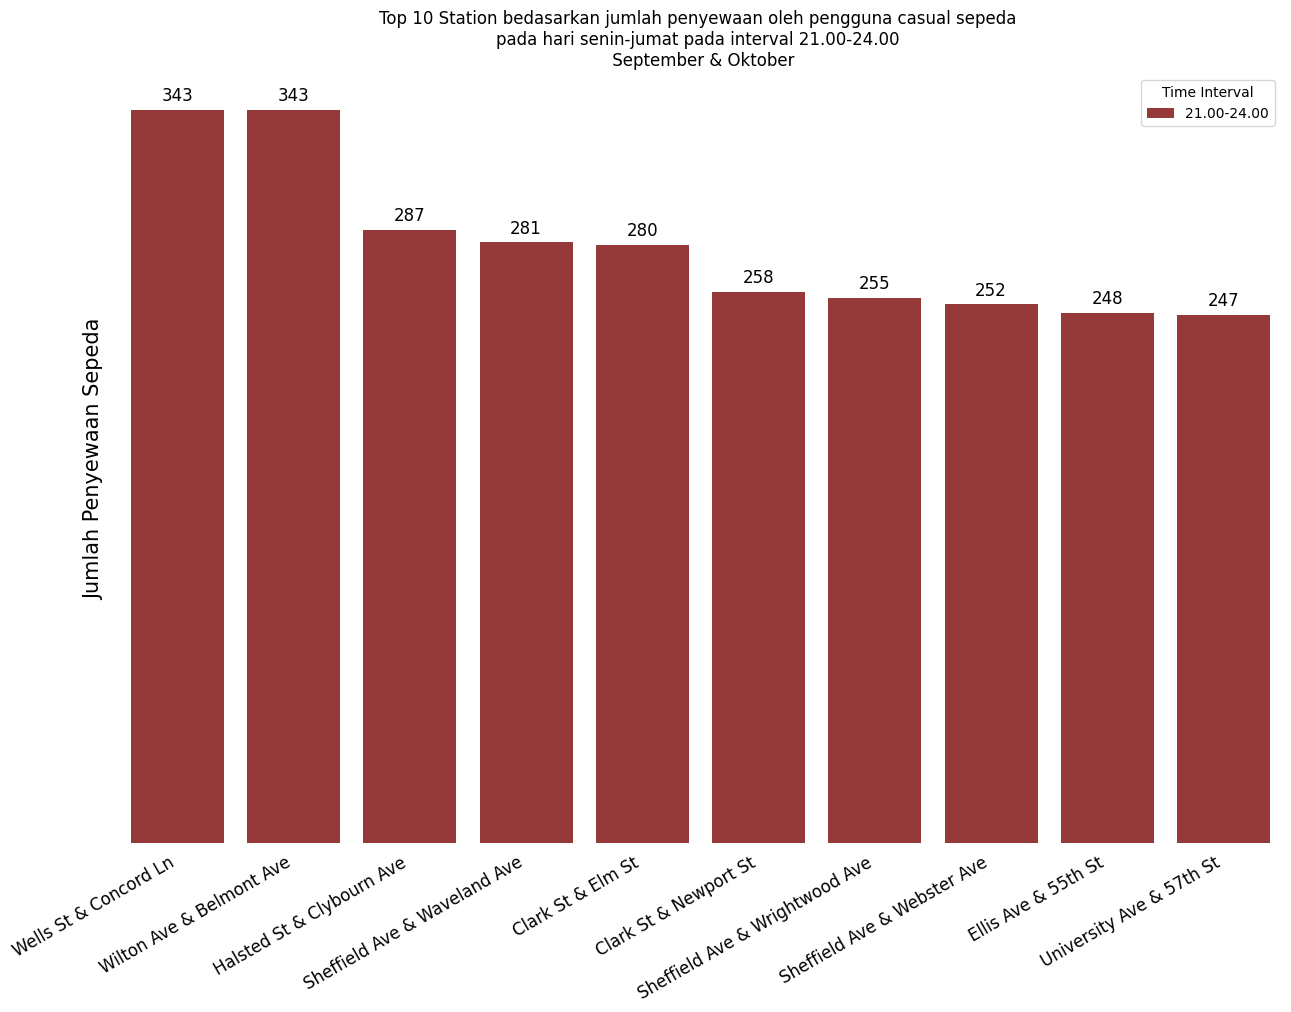 Top 10 Station bedasarkan jumlah penyewaan oleh pengguna casual sepeda
pada hari senin-jumat pada interval 21.00-24.00
September & Oktober
Time Interval
21.00-24.00
343
343
287
281
280
258
255
252
248
247
Jumlah Penyewaan Sepeda
Wells St & Concord Ln
Wilton Ave & Belmont Ave
Halsted St & Clybourn Ave
Sheffield Ave & Waveland Ave
Clark St & Elm St
Clark St & Newport St
Sheffield Ave & Wrightwood Ave
Sheffield Ave & Webster Ave
Ellis Ave & 55th St
University Ave & 57th St